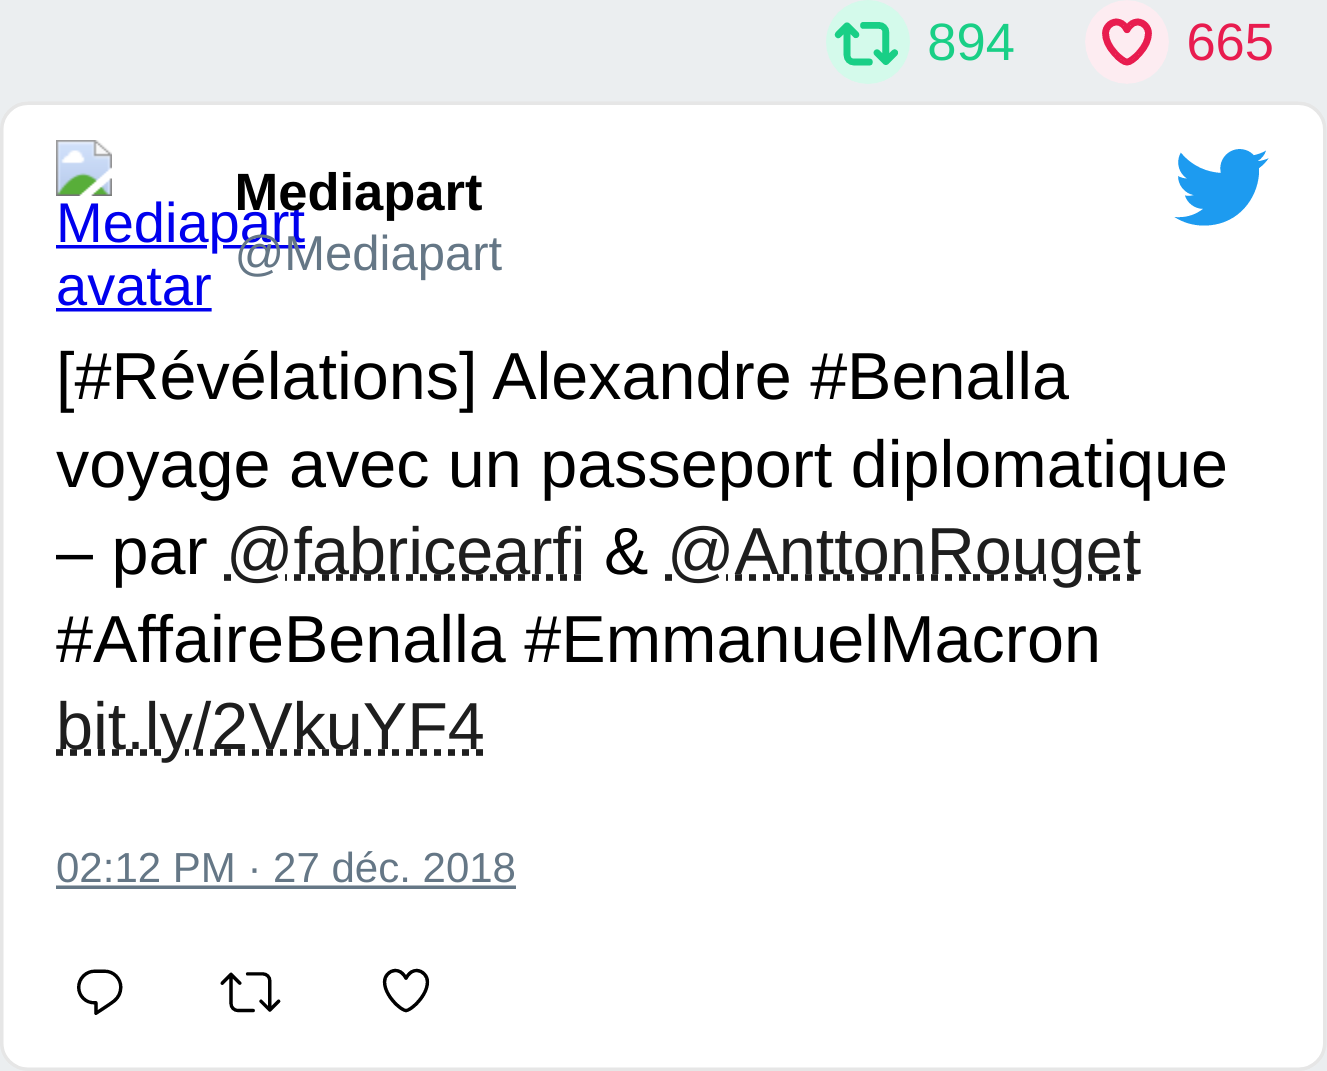 894 665
Mediapart
Mediapart avatar
@Mediapart
[#Révélations] Alexandre #Benalla
voyage avec un passeport diplomatique
– par @fabricearfi & @AnttonRouget
#AffaireBenalla #EmmanuelMacron
bit.ly/2VkuYF4
02:12 PM · 27 déc. 2018